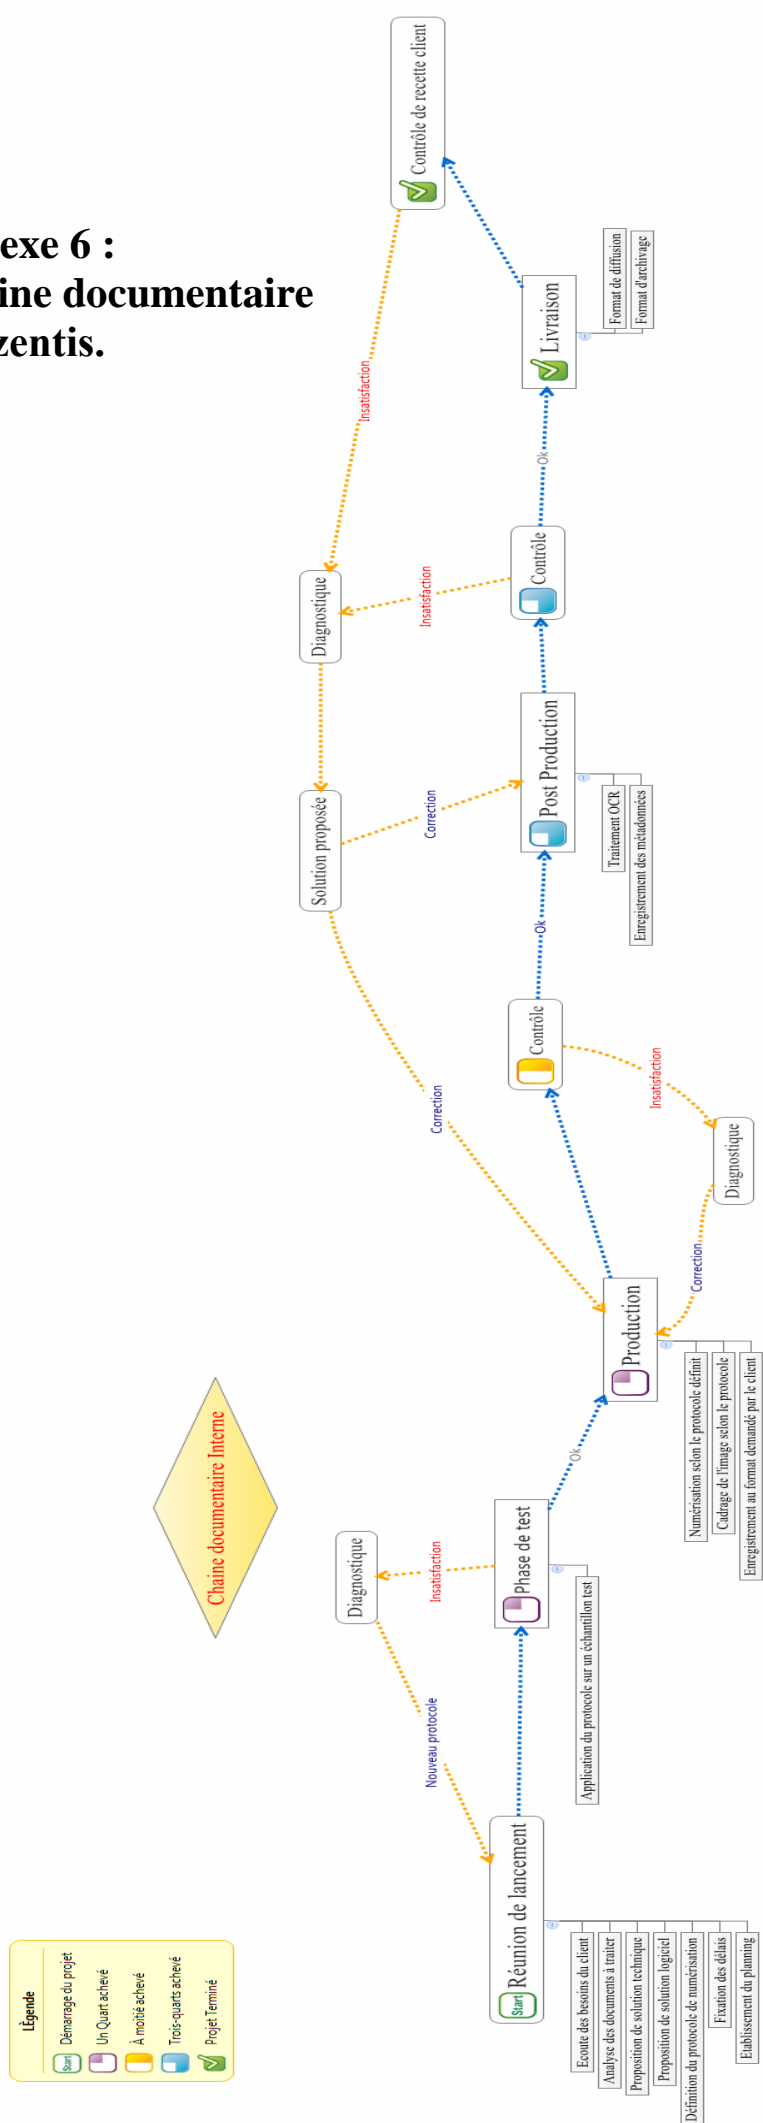 exe 6 :
ine documentaire
zentis.
Chaine documentaire Interne
Légende
Start
Démarrage du projet
Un Quart achevé
À moitié achevé
Trois-quarts achevé
Projet Terminé
Start
Réunion de lancement
Ecoute des besoins du client
Analyse des documents à traiter
Proposition de solution technique
Proposition de solution logiciel
Définition du protocole de numérisation
Fixation des délais
Etablissement du planning
Nouveau protocole
Diagnostique
Insatisfaction
Phase de test
Application du protocole sur un échantillon test
Ok
Production
Numérisation selon le protocole définit
Cadrage de l'image selon le protocole
Enregistrement au format demandé par le client
Correction
Diagnostique
Insatisfaction
Contrôle
Correction
Ok
Post Production
Traitement OCR
Enregistrement des métadonnées
Correction
Solution proposée
Diagnostique
Insatisfaction
Contrôle
Ok
Livraison
Format de diffusion
Format d'archivage
Insatisfaction
Contrôle de recette client